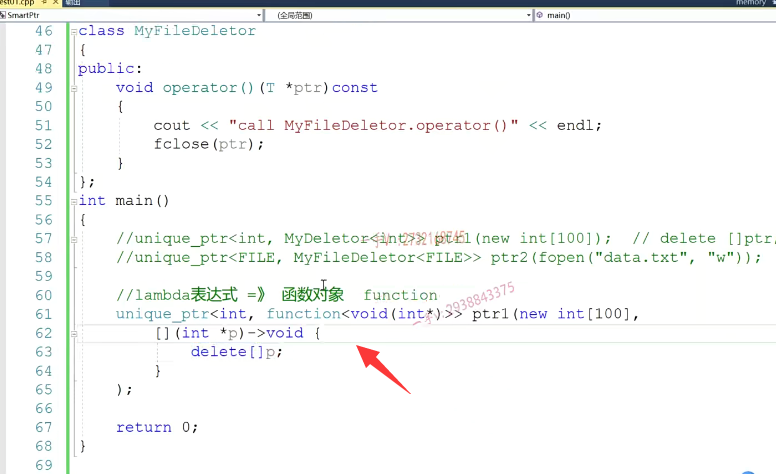 est01.cpp 输出 memory
SmartPtr (全局范围) main()
46 class MyFileDeletor
47 {
48 public:
49 void operator()(T *ptr)const
50 {
51 cout << "call MyFileDeletor.operator()" << endl;
52 fclose(ptr);
53 }
54 };
55 int main()
56 {
57 //unique_ptr<int, MyDeletor<int>> ptr1(new int[100]); // delete []ptr
58 //unique_ptr<FILE, MyFileDeletor<FILE>> ptr2(fopen("data.txt", "w"));
59
60 //lambda表达式 =》 函数对象 function
61 unique_ptr<int, function<void(int*)>> ptr1(new int[100],
62 [](int *p)->void {
63 delete[]p;
64 }
65 );
66
67 return 0;
68 }
69
2938843375